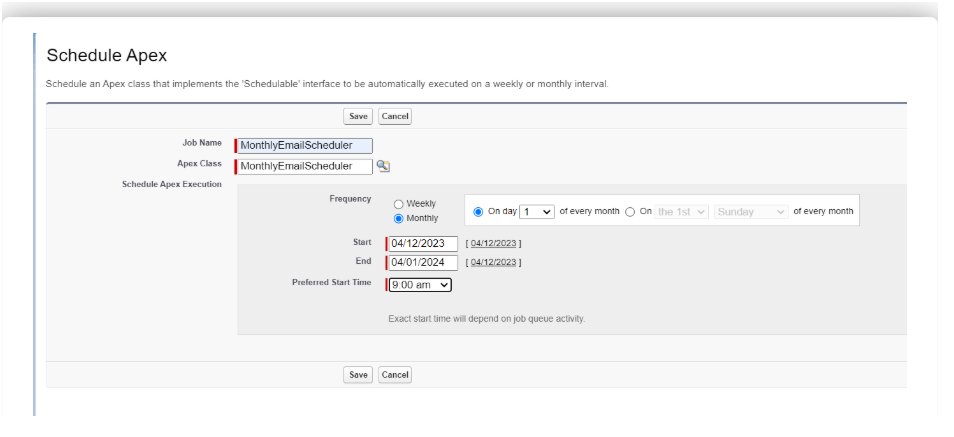 Schedule Apex
Schedule an Apex class that implements the 'Schedulable' interface to be automatically executed on a weekly or monthly interval.
Save Cancel
Job Name MonthlyEmailScheduler
Apex Class MonthlyEmailScheduler
Schedule Apex Execution
Frequency Weekly
Monthly
On day 1 of every month On the 1st Sunday of every month
Start 04/12/2023 [ 04/12/2023 ]
End 04/01/2024 [ 04/12/2023 ]
Preferred Start Time 9:00 am
Exact start time will depend on job queue activity.
Save Cancel